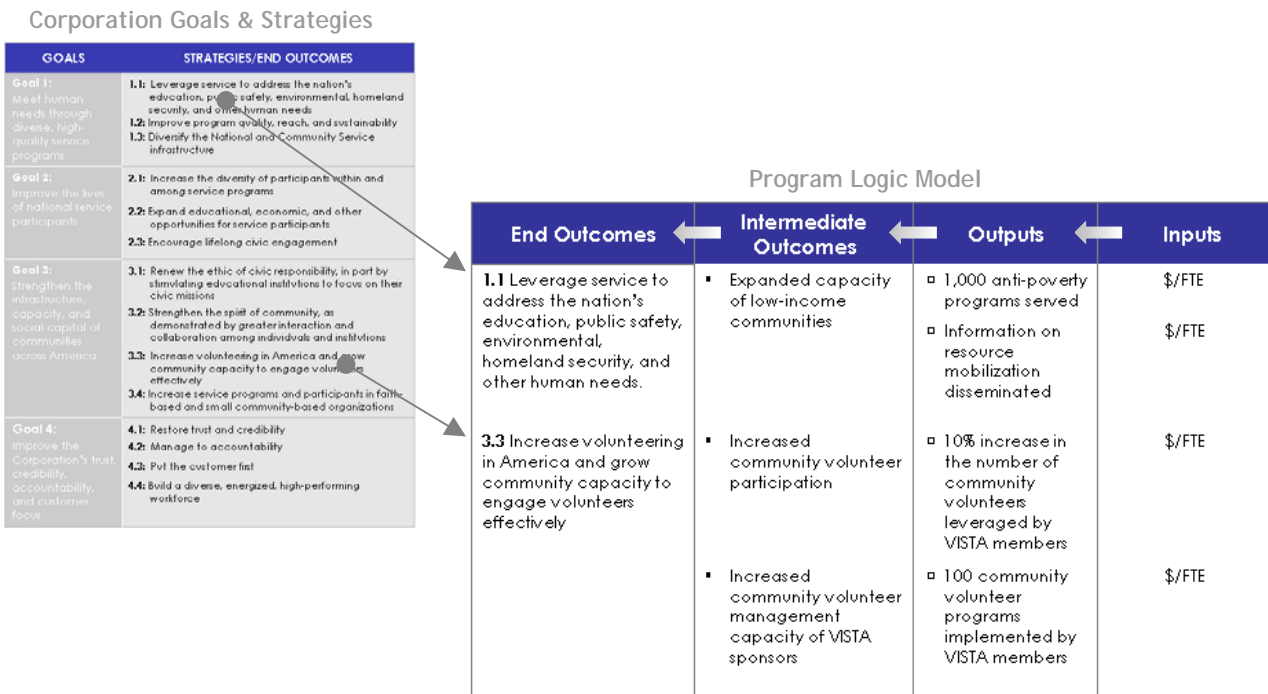 Corporation Goals & Strategies
GOALS
STRATEGIES/END OUTCOMES
Goal 1:
Meet human
needs through
diverse, high-
quality service
programs
1.1: Leverage service to address the nation's
education, public safety, environmental, homeland
security, and other human needs
1.2: Improve program quality, reach, and sustainability
1.3: Diversify the National and Community Service
infrastructure
Goal 2:
Improve the lives
of national service
participants
2.1: Increase the diversity of participants within and
among service programs
2.2: Expand educational, economic, and other
opportunities for service participants
2.3: Encourage lifelong civic engagement
Goal 3:
Strengthen the
infrastructure,
capacity, and
social capital of
communities
across America
3.1: Renew the ethic of civic responsibility, in part by
stimulating educational institutions to focus on their
civic missions
3.2: Strengthen the spirit of community, as
demonstrated by greater interaction and
collaboration among individuals and institutions
3.3: Increase volunteering in America and grow
community capacity to engage volunteers
effectively
3.4: Increase service programs and participants in faith-
based and small community-based organizations
Goal 4:
Improve the
Corporation's trust,
credibility,
accountability,
and customer
focus
4.1: Restore trust and credibility
4.2: Manage to accountability
4.3: Put the customer first
4.4: Build a diverse, energized, high-performing
workforce
Program Logic Model
End Outcomes
Intermediate
Outcomes
Outputs
Inputs
1.1 Leverage service to
address the nation's
education, public safety,
environmental,
homeland security, and
other human needs.
▪ Expanded capacity
of low-income
communities
▫ 1,000 anti-poverty
programs served
$/FTE
▫ Information on
resource
mobilization
disseminated
$/FTE
3.3 Increase volunteering
in America and grow
community capacity to
engage volunteers
effectively
▪ Increased
community volunteer
participation
▫ 10% increase in
the number of
community
volunteers
leveraged by
VISTA members
$/FTE
▪ Increased
community volunteer
management
capacity of VISTA
sponsors
▫ 100 community
volunteer
programs
implemented by
VISTA members
$/FTE